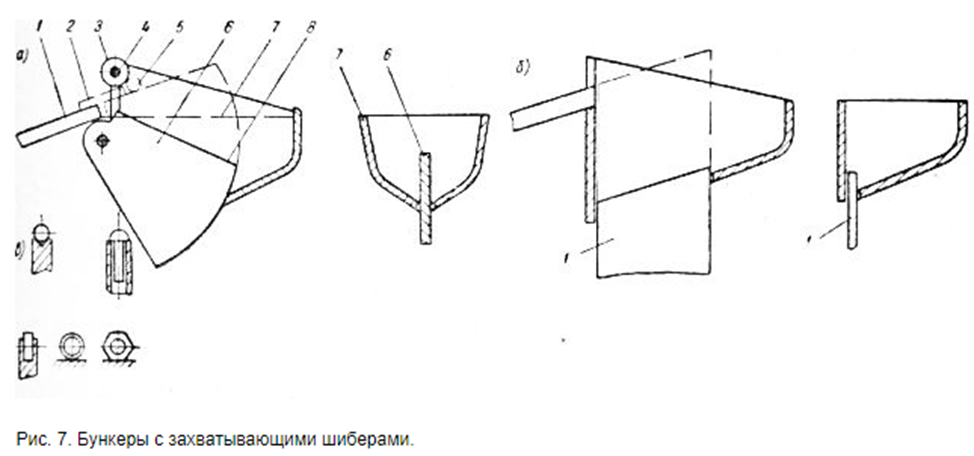 1 2 3 4 5 6 7 8
а)
7 6
б)
1
1
в)
Рис. 7. Бункеры с захватывающими шиберами.